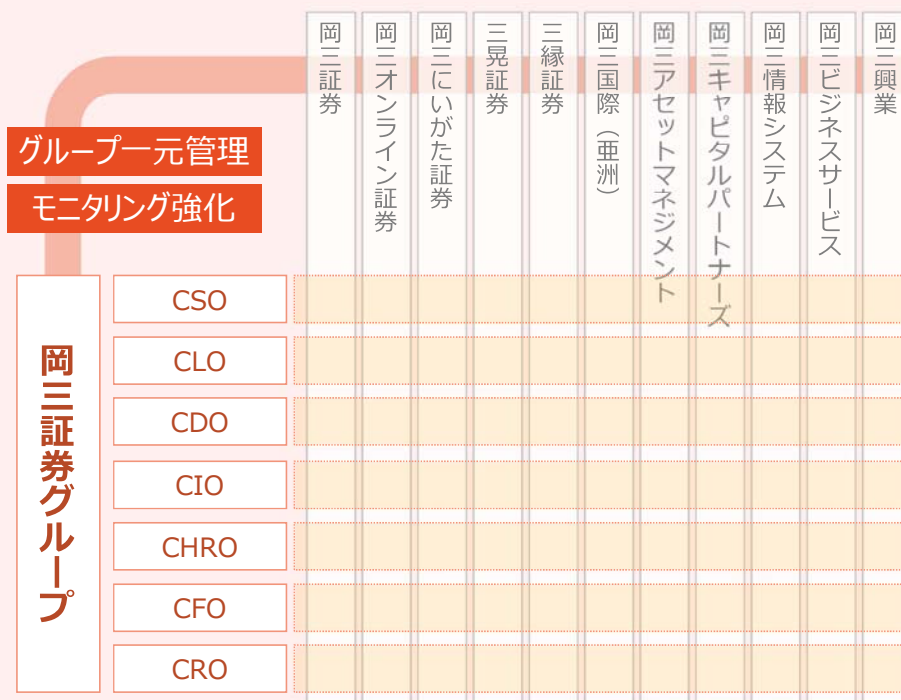 岡三証券
岡三オンライン証券
岡三にいがた証券
三晃証券
三縁証券
岡三国際（亜洲）
岡三アセットマネジメント
岡三キャピタルパートナーズ
岡三情報システム
岡三ビジネスサービス
岡三興業
グループ一元管理
モニタリング強化
岡三証券グループ
CSO
CLO
CDO
CIO
CHRO
CFO
CRO